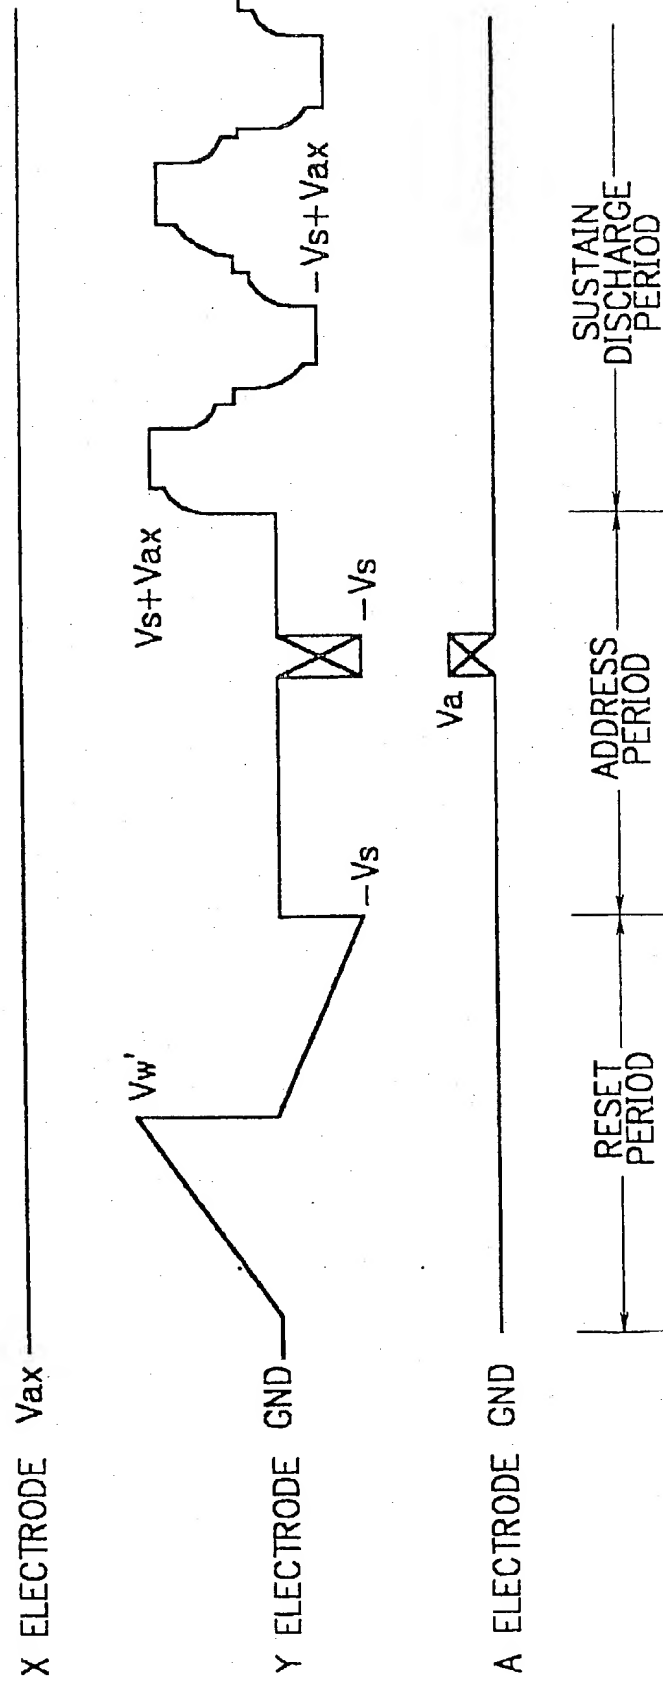 X ELECTRODE Vax
Vw'
Vs+Vax
Y ELECTRODE GND
−Vs
−Vs
−Vs+Vax
Va
A ELECTRODE GND
RESET
PERIOD
ADDRESS
PERIOD
SUSTAIN
DISCHARGE
PERIOD